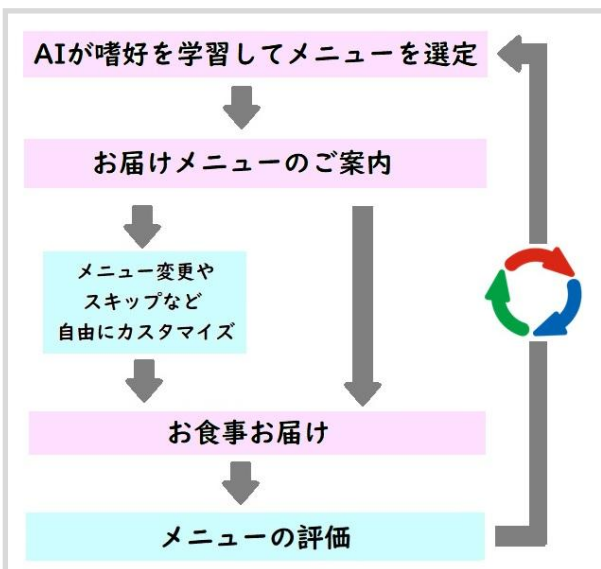 AIが嗜好を学習してメニューを選定
お届けメニューのご案内
メニュー変更や
スキップなど
自由にカスタマイズ
お食事お届け
メニューの評価